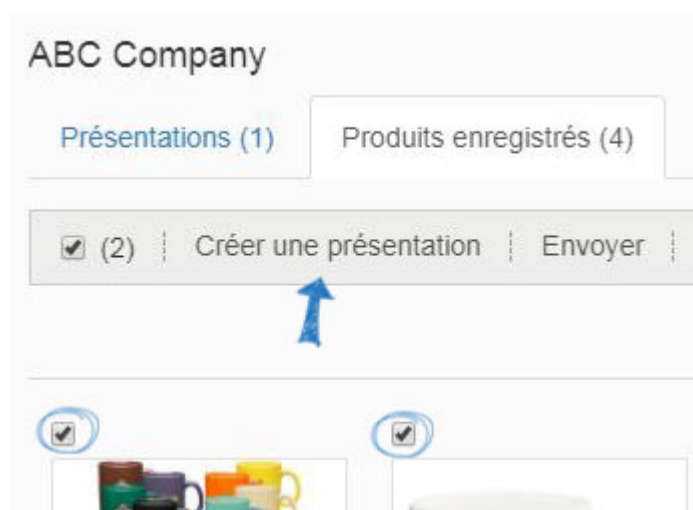 ABC Company
Présentations (1) Produits enregistrés (4)
(2) Créer une présentation Envoyer